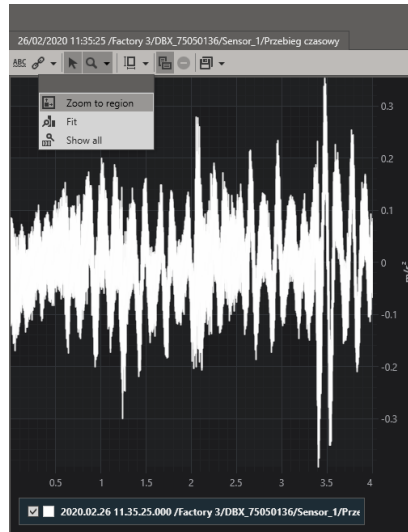 26/02/2020 11:35:25 /Factory 3/DBX_75050136/Sensor_1/Przebieg czasowy
ABC
Zoom to region
Fit
Show all
0.3
0.2
0.1
0
m/s²
-0.1
-0.2
-0.3
0.5 1 1.5 2 2.5 3 3.5 4
2020.02.26 11.35.25.000 /Factory 3/DBX_75050136/Sensor_1/Prze